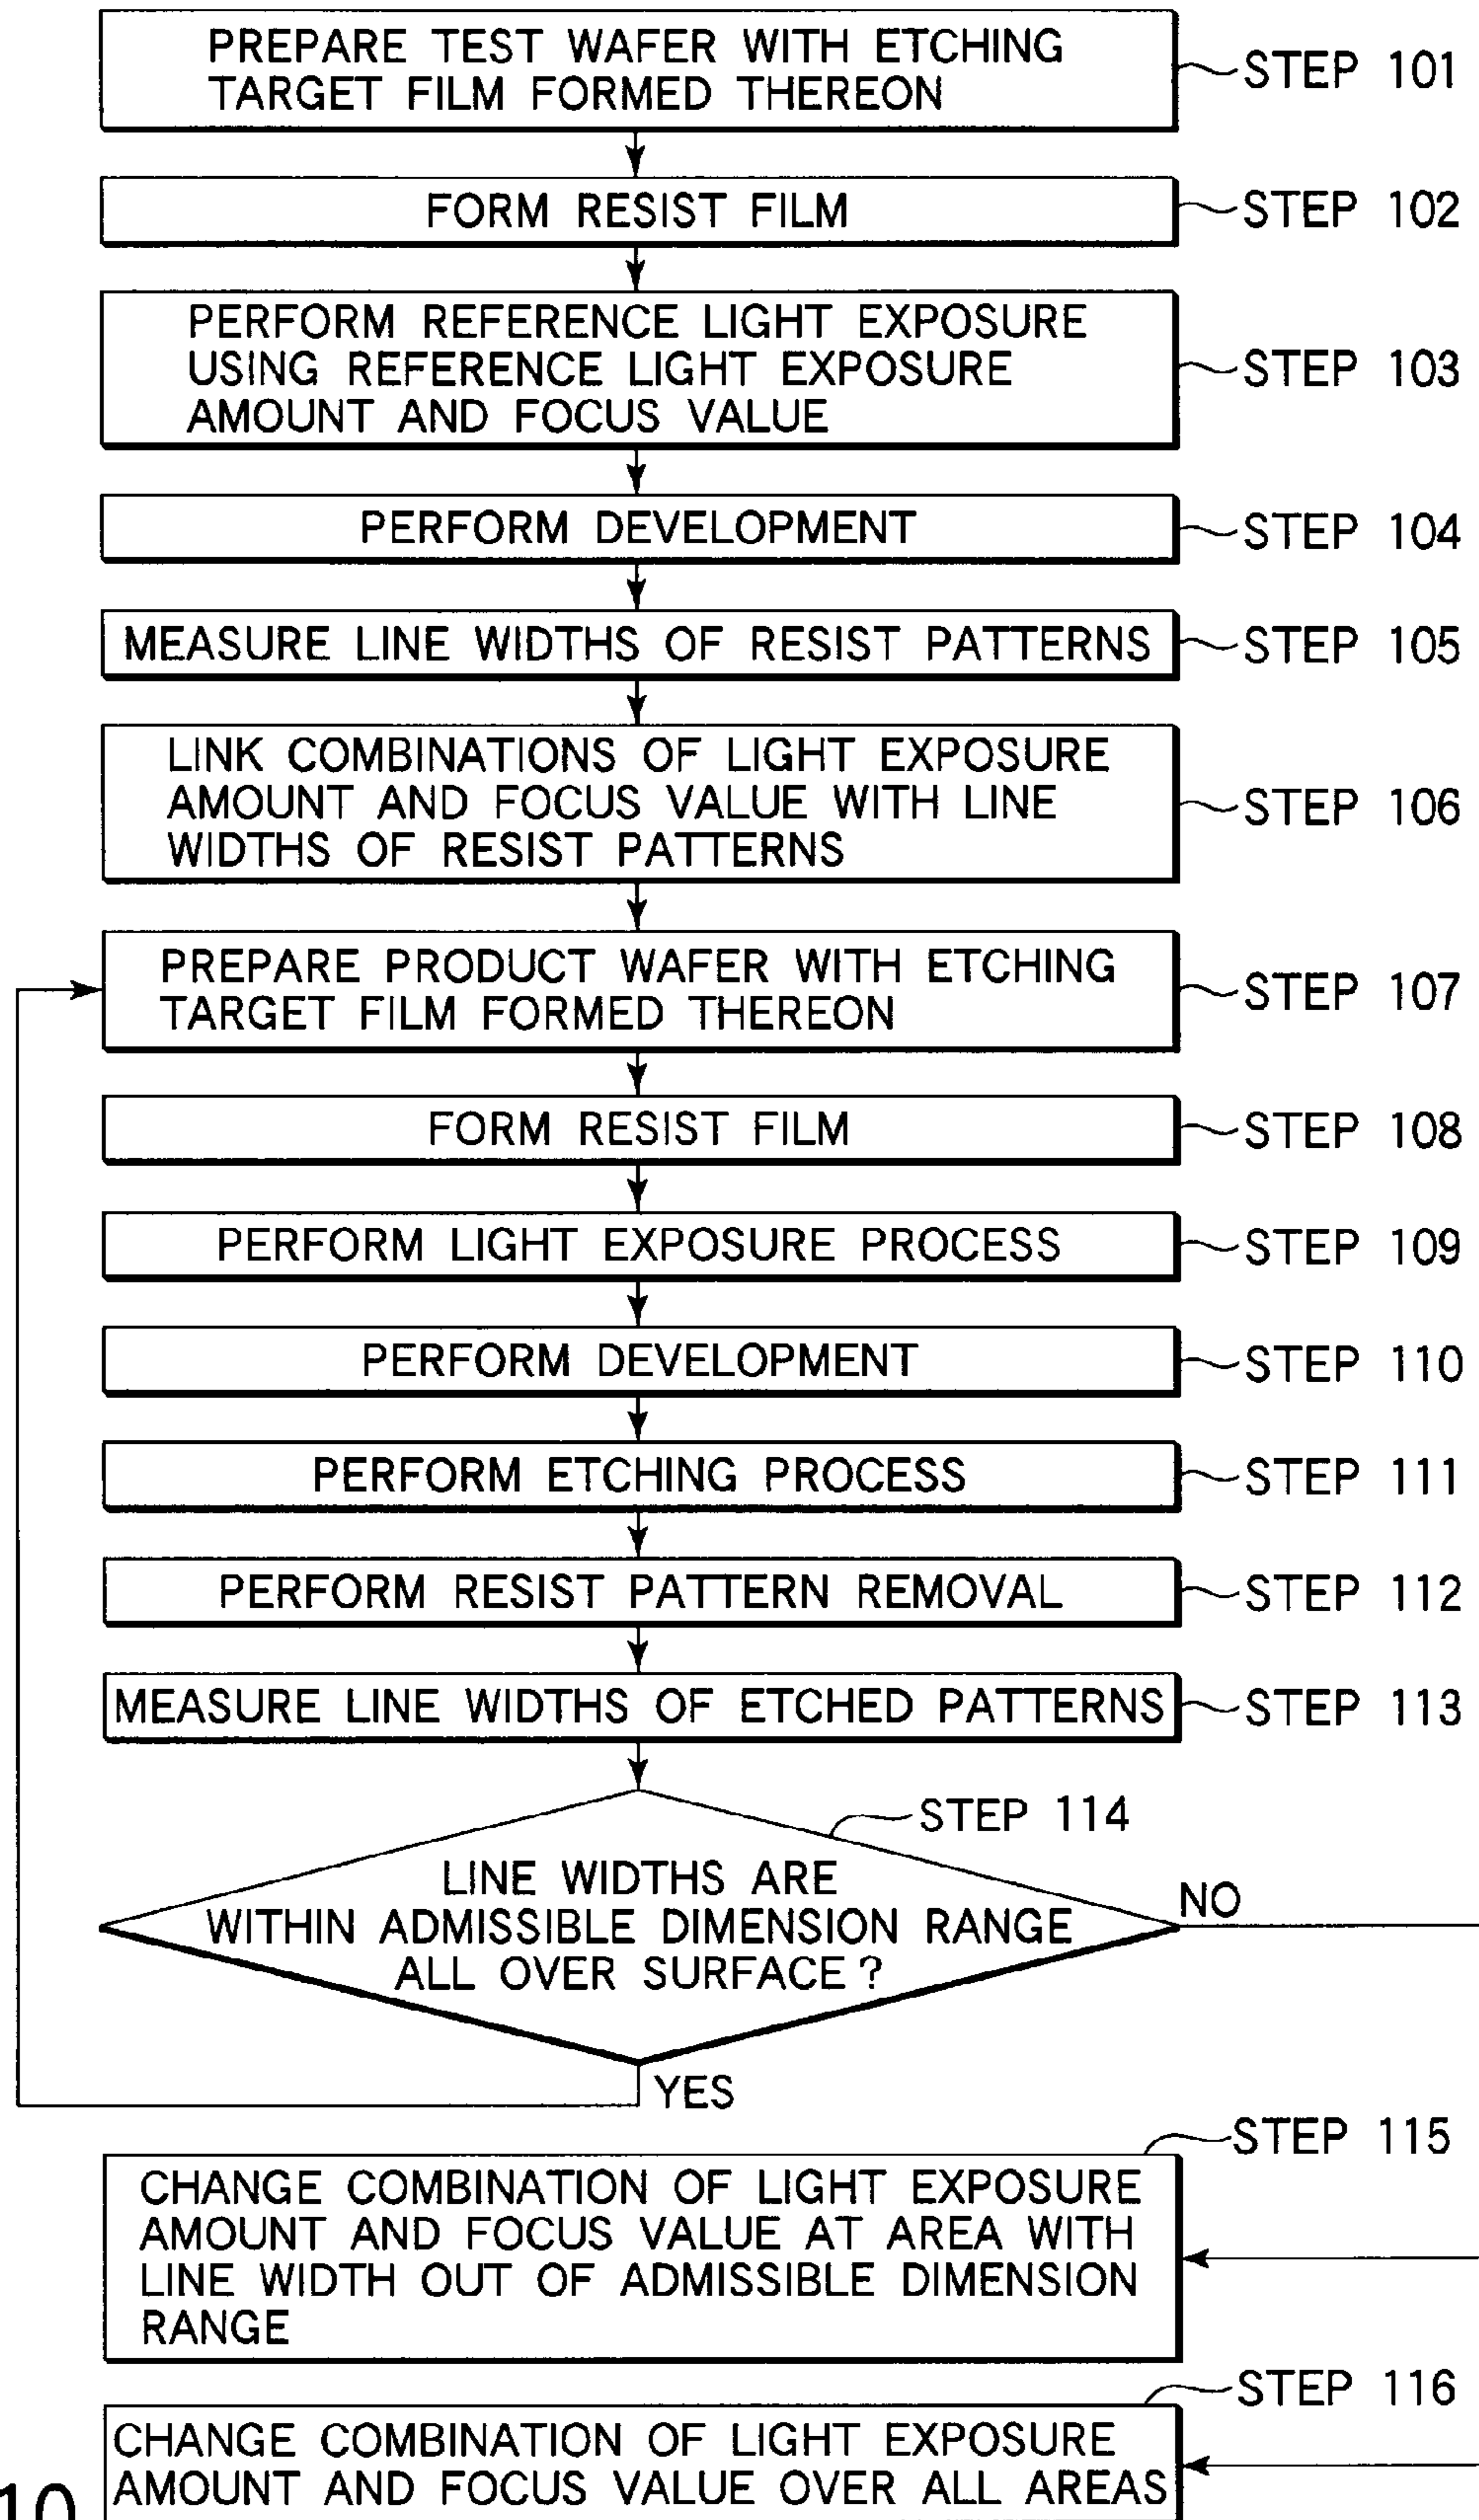 PREPARE TEST WAFER WITH ETCHING
TARGET FILM FORMED THEREON
STEP 101
FORM RESIST FILM
STEP 102
PERFORM REFERENCE LIGHT EXPOSURE
USING REFERENCE LIGHT EXPOSURE
AMOUNT AND FOCUS VALUE
STEP 103
PERFORM DEVELOPMENT
STEP 104
MEASURE LINE WIDTHS OF RESIST PATTERNS
STEP 105
LINK COMBINATIONS OF LIGHT EXPOSURE
AMOUNT AND FOCUS VALUE WITH LINE
WIDTHS OF RESIST PATTERNS
STEP 106
PREPARE PRODUCT WAFER WITH ETCHING
TARGET FILM FORMED THEREON
STEP 107
FORM RESIST FILM
STEP 108
PERFORM LIGHT EXPOSURE PROCESS
STEP 109
PERFORM DEVELOPMENT
STEP 110
PERFORM ETCHING PROCESS
STEP 111
PERFORM RESIST PATTERN REMOVAL
STEP 112
MEASURE LINE WIDTHS OF ETCHED PATTERNS
STEP 113
STEP 114
LINE WIDTHS ARE
WITHIN ADMISSIBLE DIMENSION RANGE
ALL OVER SURFACE?
NO
YES
STEP 115
CHANGE COMBINATION OF LIGHT EXPOSURE
AMOUNT AND FOCUS VALUE AT AREA WITH
LINE WIDTH OUT OF ADMISSIBLE DIMENSION
RANGE
STEP 116
CHANGE COMBINATION OF LIGHT EXPOSURE
AMOUNT AND FOCUS VALUE OVER ALL AREAS
10